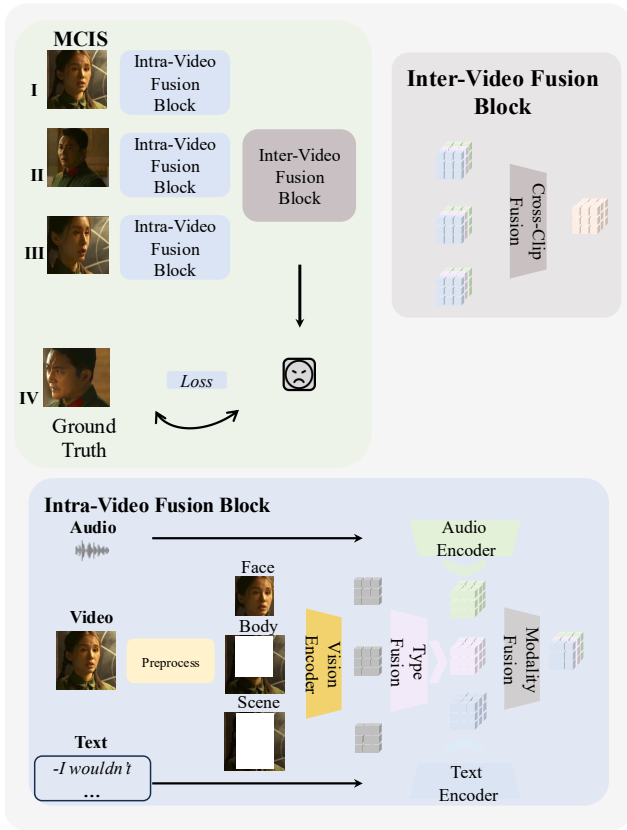 MCIS
I
Intra-Video
Fusion
Block
II
Intra-Video
Fusion
Block
III
Intra-Video
Fusion
Block
Inter-Video
Fusion
Block
IV
Loss
Ground
Truth
Inter-Video Fusion
Block
Cross-Clip
Fusion
Intra-Video Fusion Block
Audio
Audio
Encoder
Face
Video
Preprocess
Body
Vision
Encoder
Type
Fusion
Modality
Fusion
Scene
Text
-I wouldn't
...
Text
Encoder